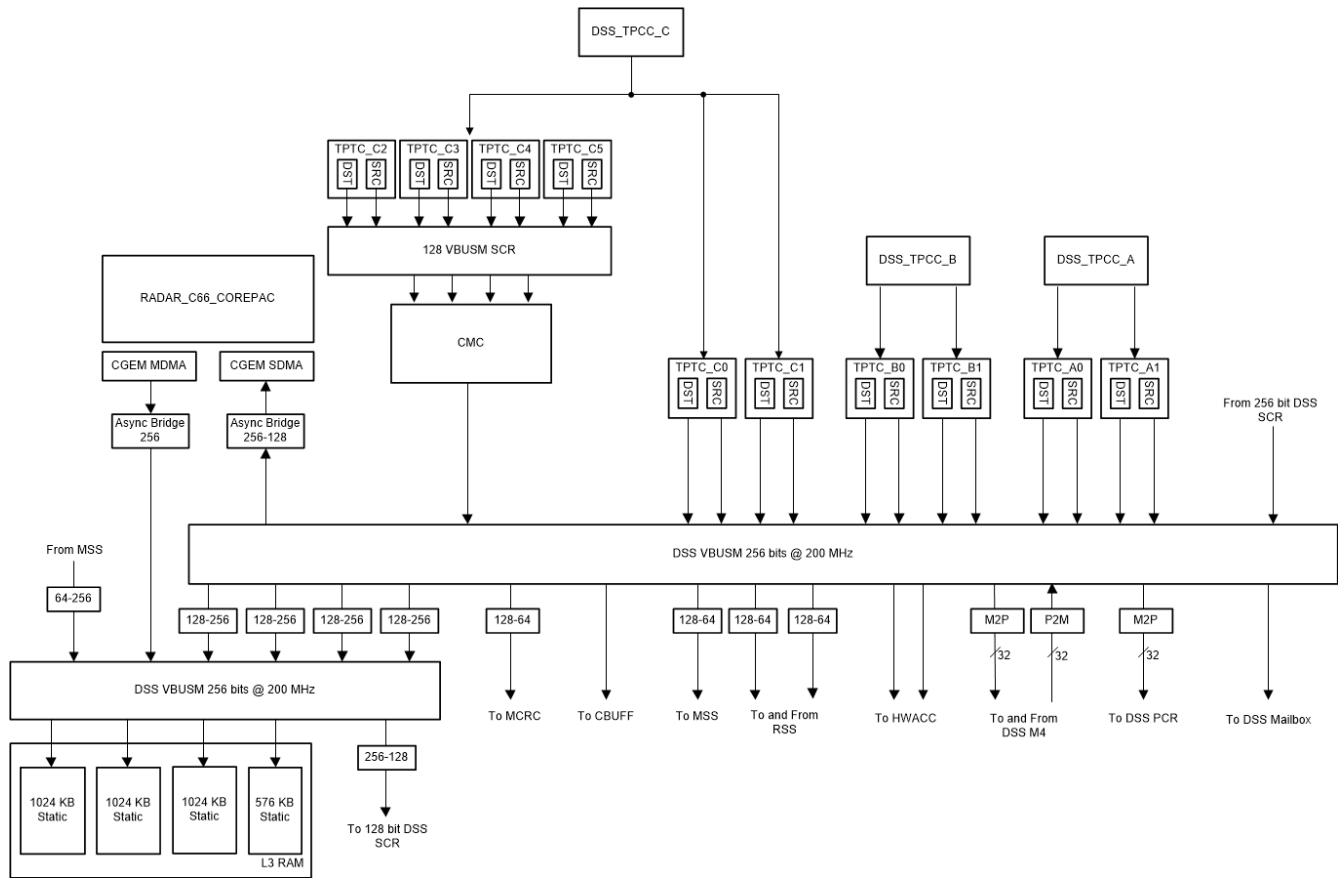 DSS_TPCC_C
TPTC_C2
TPTC_C3
TPTC_C4
TPTC_C5
DST
SRC
DST
SRC
DST
SRC
DST
SRC
128 VBUSM SCR
DSS_TPCC_B
DSS_TPCC_A
RADAR_C66_COREPAC
CMC
CGEM MDMA
CGEM SDMA
TPTC_C0
TPTC_C1
TPTC_B0
TPTC_B1
TPTC_A0
TPTC_A1
DST
SRC
DST
SRC
DST
SRC
DST
SRC
DST
SRC
DST
SRC
Async Bridge
256
Async Bridge
256-128
From 256 bit DSS
SCR
DSS VBUSM 256 bits @ 200 MHz
From MSS
64-256
128-256
128-256
128-256
128-256
128-64
128-64
128-64
128-64
M2P
P2M
M2P
32
32
32
DSS VBUSM 256 bits @ 200 MHz
To MCRC
To CBUFF
To MSS
To and From
RSS
To HWACC
To and From
DSS M4
To DSS PCR
To DSS Mailbox
256-128
1024 KB
Static
1024 KB
Static
1024 KB
Static
576 KB
Static
To 128 bit DSS
SCR
L3 RAM